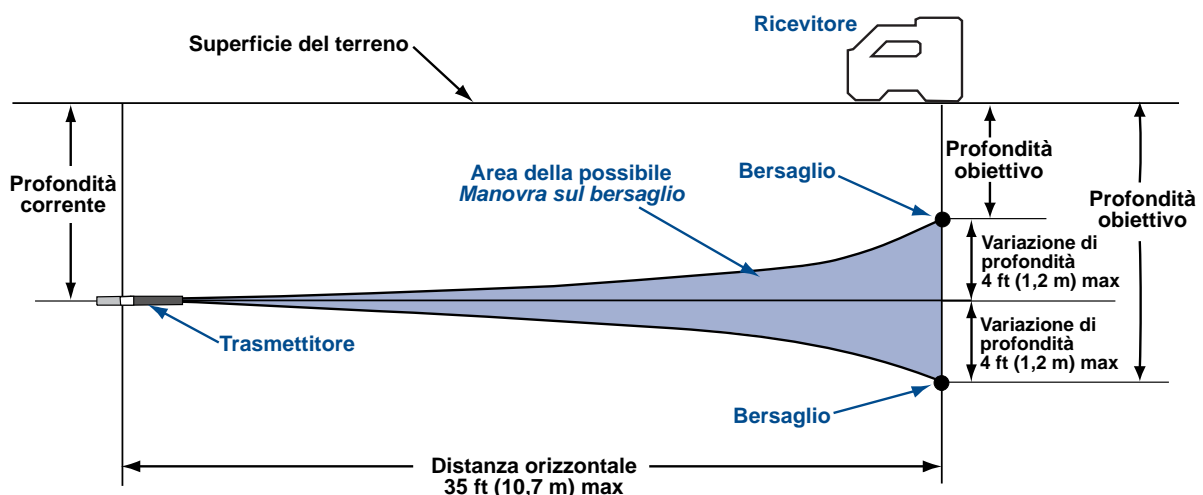 Ricevitore
Superficie del terreno
Profondità
corrente
Area della possibile
Manovra sul bersaglio
Bersaglio
Profondità
obiettivo
Profondità
obiettivo
Variazione di
profondità
4 ft (1,2 m) max
Trasmettitore
Variazione di
profondità
4 ft (1,2 m) max
Bersaglio
Distanza orizzontale
35 ft (10,7 m) max